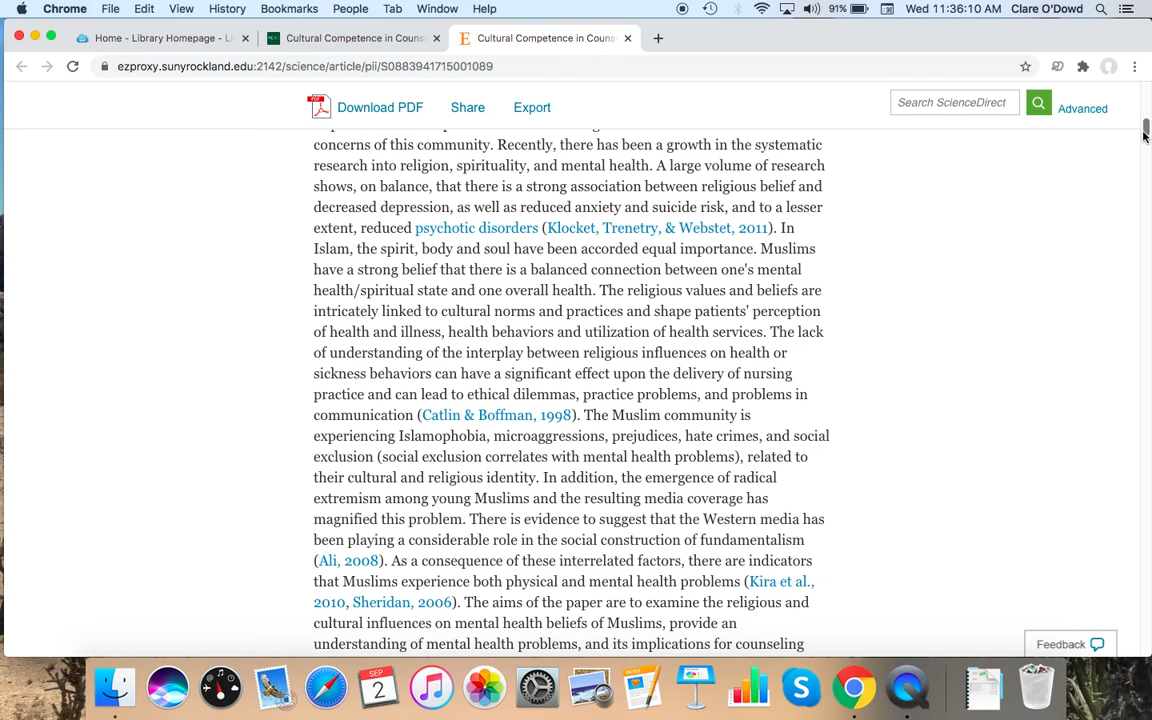 Chrome File Edit View History Bookmarks People Tab Window Help 91% Wed 11:36:10 AM Clare O'Dowd
Home - Library Homepage - Li
Cultural Competence in Couns
Cultural Competence in Couns
ezproxy.sunyrockland.edu:2142/science/article/pii/S0883941715001089
PDF Download PDF Share Export Search ScienceDirect Advanced
concerns of this community. Recently, there has been a growth in the systematic
research into religion, spirituality, and mental health. A large volume of research
shows, on balance, that there is a strong association between religious belief and
decreased depression, as well as reduced anxiety and suicide risk, and to a lesser
extent, reduced psychotic disorders (Klocket, Trenetry, & Webstet, 2011). In
Islam, the spirit, body and soul have been accorded equal importance. Muslims
have a strong belief that there is a balanced connection between one's mental
health/spiritual state and one overall health. The religious values and beliefs are
intricately linked to cultural norms and practices and shape patients' perception
of health and illness, health behaviors and utilization of health services. The lack
of understanding of the interplay between religious influences on health or
sickness behaviors can have a significant effect upon the delivery of nursing
practice and can lead to ethical dilemmas, practice problems, and problems in
communication (Catlin & Boffman, 1998). The Muslim community is
experiencing Islamophobia, microaggressions, prejudices, hate crimes, and social
exclusion (social exclusion correlates with mental health problems), related to
their cultural and religious identity. In addition, the emergence of radical
extremism among young Muslims and the resulting media coverage has
magnified this problem. There is evidence to suggest that the Western media has
been playing a considerable role in the social construction of fundamentalism
(Ali, 2008). As a consequence of these interrelated factors, there are indicators
that Muslims experience both physical and mental health problems (Kira et al.,
2010, Sheridan, 2006). The aims of the paper are to examine the religious and
cultural influences on mental health beliefs of Muslims, provide an
understanding of mental health problems, and its implications for counseling
Feedback
SEP
2